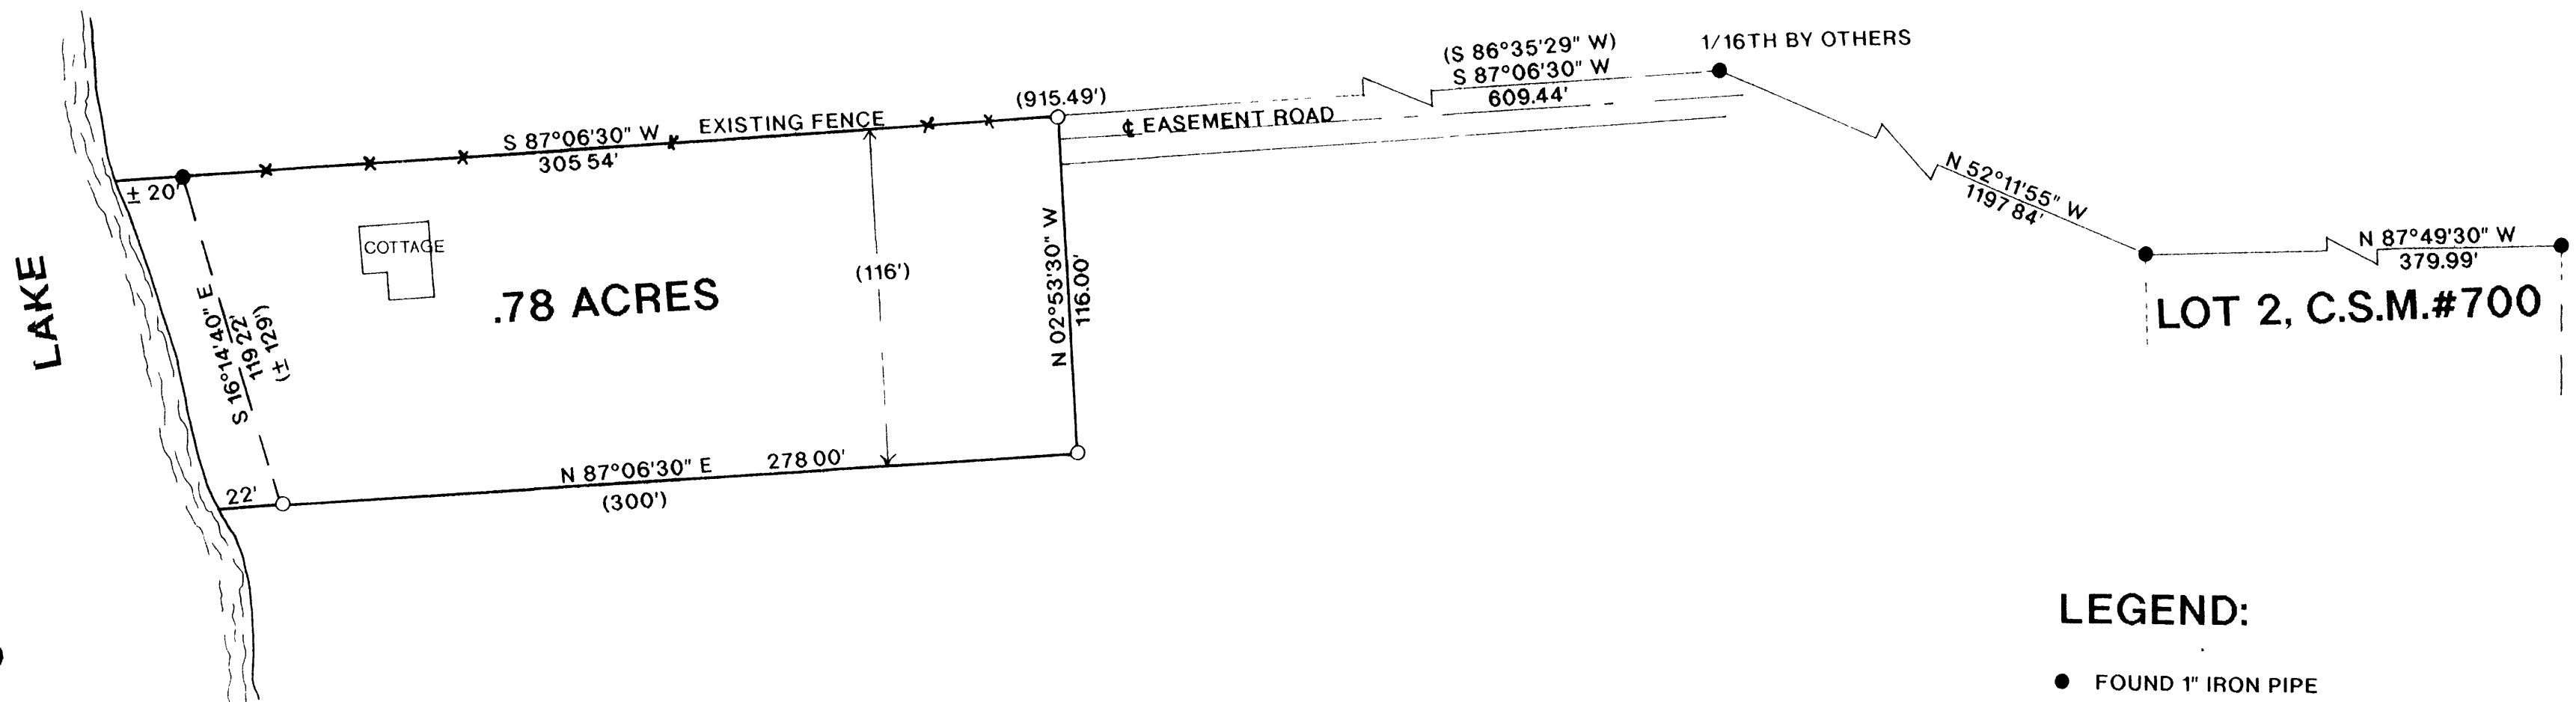 (S 86°35'29" W)
S 87°06'30" W
609.44'
1/16TH BY OTHERS
(915.49')
℄ EASEMENT ROAD
S 87°06'30" W
305 54'
EXISTING FENCE
± 20'
COTTAGE
LAKE
.78 ACRES
(116')
N 02°53'30" W
116.00'
S 16°14'40" E
119 22'
(± 129")
N 87°06'30" E 278 00'
(300')
22'
N 52°11'55" W
1197 84'
N 87°49'30" W
379.99'
LOT 2, C.S.M.#700
LEGEND:
● FOUND 1" IRON PIPE